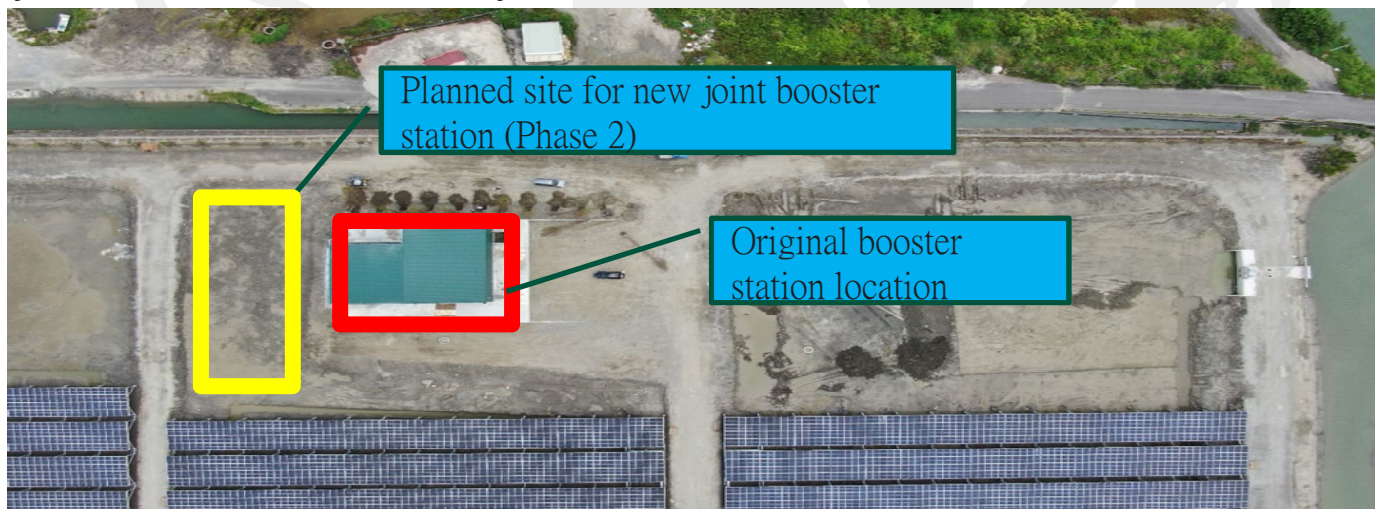 Planned site for new joint booster
station (Phase 2)
Original booster
station location